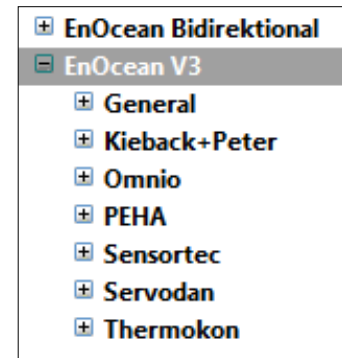 EnOcean Bidirektional
EnOcean V3
General
Kieback+Peter
Omnio
PEHA
Sensortec
Servodan
Thermokon